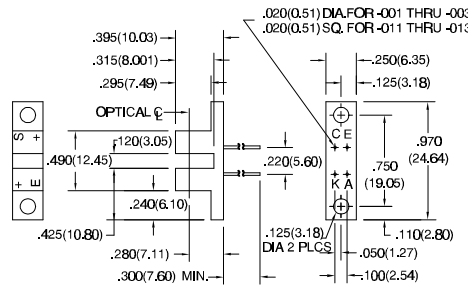 .020(0.51) DIA.FOR -001 THRU -003
.020(0.51) SQ. FOR -011 THRU -013
.395(10.03)
.315(8.001)
.295(7.49)
.250(6.35)
.125(3.18)
OPTICAL ℄
S +
+ E
.490(12.45)
.120(3.05)
.220(5.60)
C E
K A
.750
(19.05)
.970
(24.64)
.240(6.10)
.425(10.80)
.125(3.18)
DIA 2 PLCS
.110(2.80)
.050(1.27)
.280(7.11)
.300(7.60) MIN.
.100(2.54)